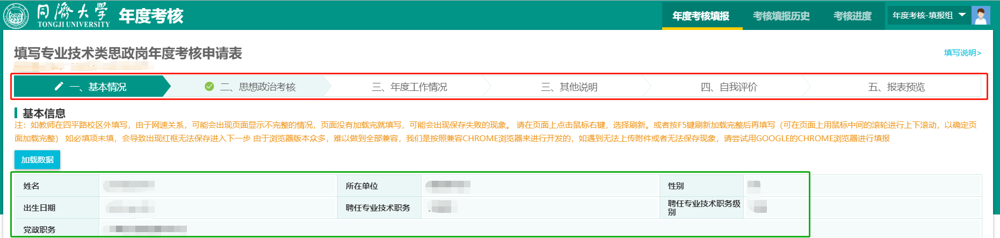 同濟大学
TONGJI UNIVERSITY
年度考核
年度考核填报
考核填报历史
考核进度
年度考核-填报组
填写专业技术类思政岗年度考核申请表
填写说明>
一、基本情况
二、思想政治考核
三、年度工作情况
三、其他说明
四、自我评价
五、报表预览
基本信息
注：如教师在四平路校区外填写，由于网速关系，可能会出现页面显示不完整的情况，页面没有加载完就填写，可能会出现保存失败的现象。 请在页面上点击鼠标右键，选择刷新。或者按F5键刷新加载完整后再填写（可在页面上用鼠标中间的滚轮进行上下滚动，以确定页
面加载完整） 如必填项未填，会导致出现红框无法保存进入下一步 由于浏览器版本众多，难以做到全部兼容，我们是按照兼容CHROME浏览器来进行开发的，如遇到无法上传附件或者无法保存现象，请尝试用GOOGLE的CHROME浏览器进行填报
加载数据
姓名
所在单位
性别
出生日期
聘任专业技术职务
聘任专业技术职务级
别
党政职务